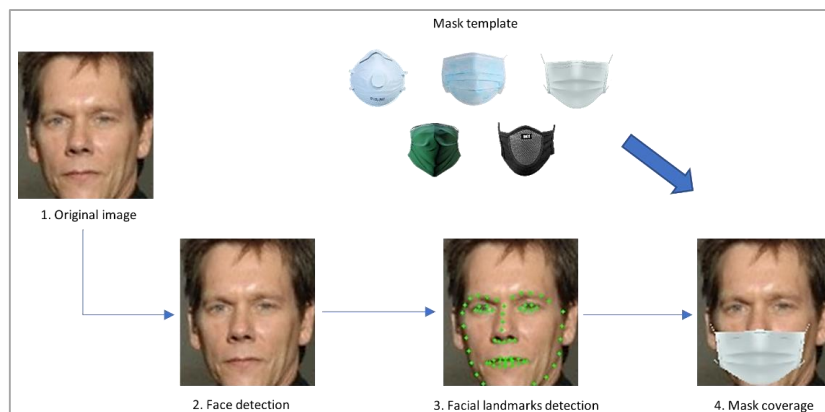 Mask template
1. Original image
2. Face detection
3. Facial landmarks detection
4. Mask coverage